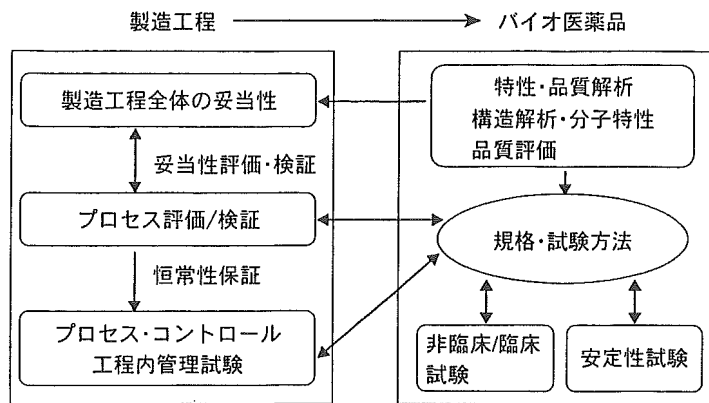 製造工程
バイオ医薬品
製造工程全体の妥当性
妥当性評価・検証
プロセス評価/検証
恒常性保証
プロセス・コントロール
工程内管理試験
特性・品質解析
構造解析・分子特性
品質評価
規格・試験方法
非臨床/臨床
試験
安定性試験